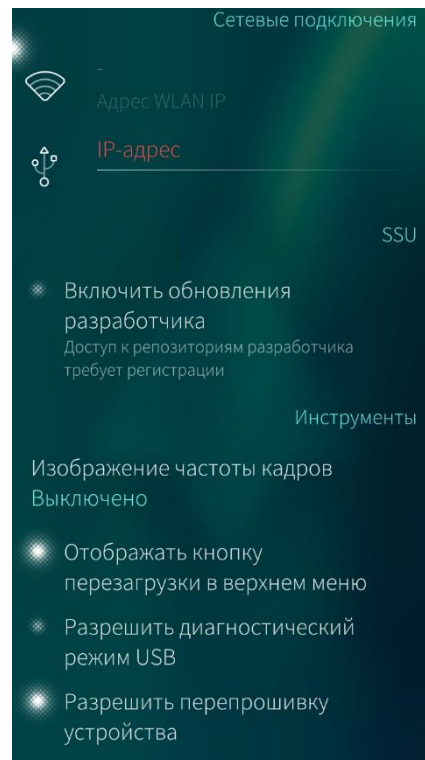 Сетевые подключения
-
Адрес WLAN IP
IP-адрес
SSU
Включить обновления
разработчика
Доступ к репозиториям разработчика
требует регистрации
Инструменты
Изображение частоты кадров
Выключено
Отображать кнопку
перезагрузки в верхнем меню
Разрешить диагностический
режим USB
Разрешить перепрошивку
устройства